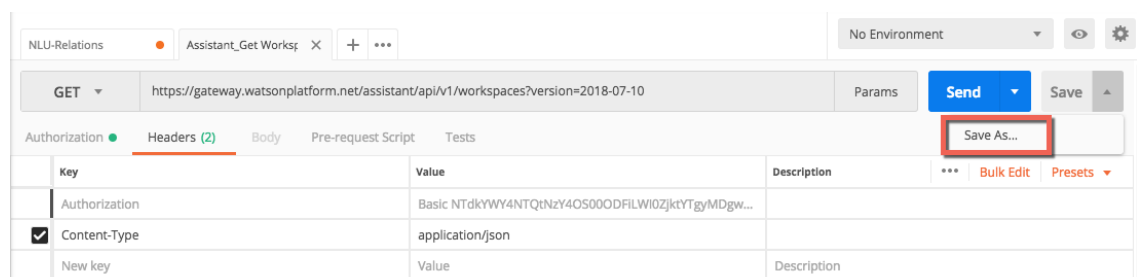 No Environment
NLU-Relations Assistant_Get Worksp
GET https://gateway.watsonplatform.net/assistant/api/v1/workspaces?version=2018-07-10 Params Send Save
Authorization Headers (2) Body Pre-request Script Tests Save As...
Key Value Description Bulk Edit Presets
Authorization Basic NTdkYWY4NTQtNzY4OS00ODFiLWI0ZjktYTgyMDgw...
Content-Type application/json
New key Value Description